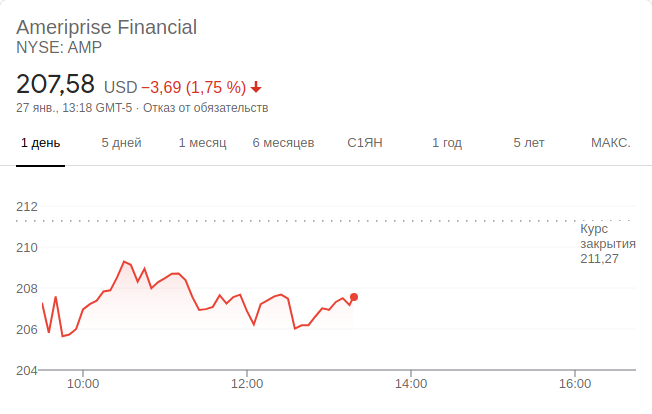 Ameriprise Financial
NYSE: AMP
207,58 USD −3,69 (1,75 %)
27 янв., 13:18 GMT-5 · Отказ от обязательств
1 день 5 дней 1 месяц 6 месяцев С1ЯН 1 год 5 лет МАКС.
212
Курс
закрытия
211,27
210
208
206
204
10:00 12:00 14:00 16:00